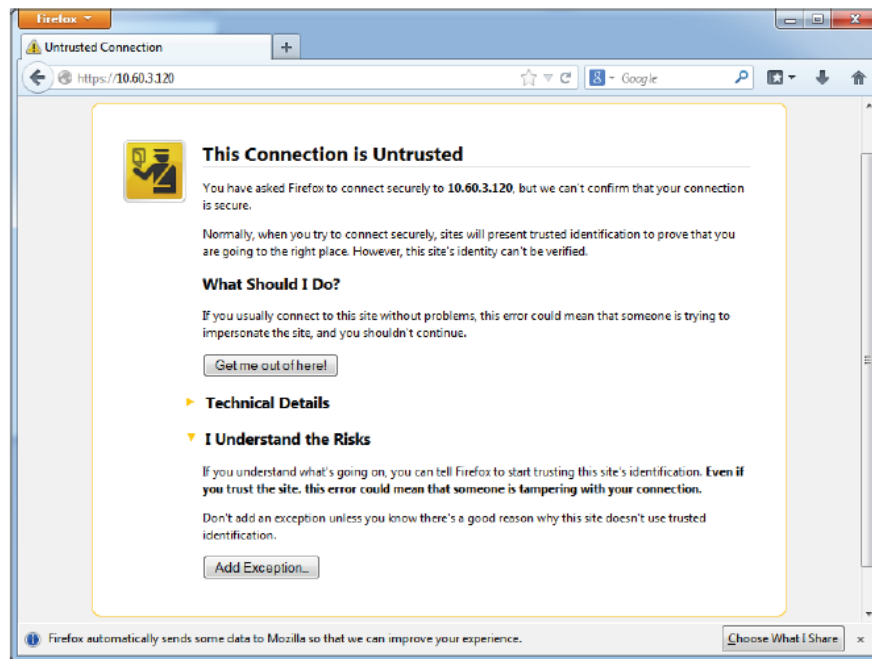 Firefox
Untrusted Connection
https://10.60.3.120
Google
This Connection is Untrusted
You have asked Firefox to connect securely to 10.60.3.120, but we can't confirm that your connection
is secure.
Normally, when you try to connect securely, sites will present trusted identification to prove that you
are going to the right place. However, this site's identity can't be verified.
What Should I Do?
If you usually connect to this site without problems, this error could mean that someone is trying to
impersonate the site, and you shouldn't continue.
Get me out of here!
Technical Details
I Understand the Risks
If you understand what's going on, you can tell Firefox to start trusting this site's identification. Even if
you trust the site, this error could mean that someone is tampering with your connection.
Don't add an exception unless you know there's a good reason why this site doesn't use trusted
identification.
Add Exception...
Firefox automatically sends some data to Mozilla so that we can improve your experience.
Choose What I Share